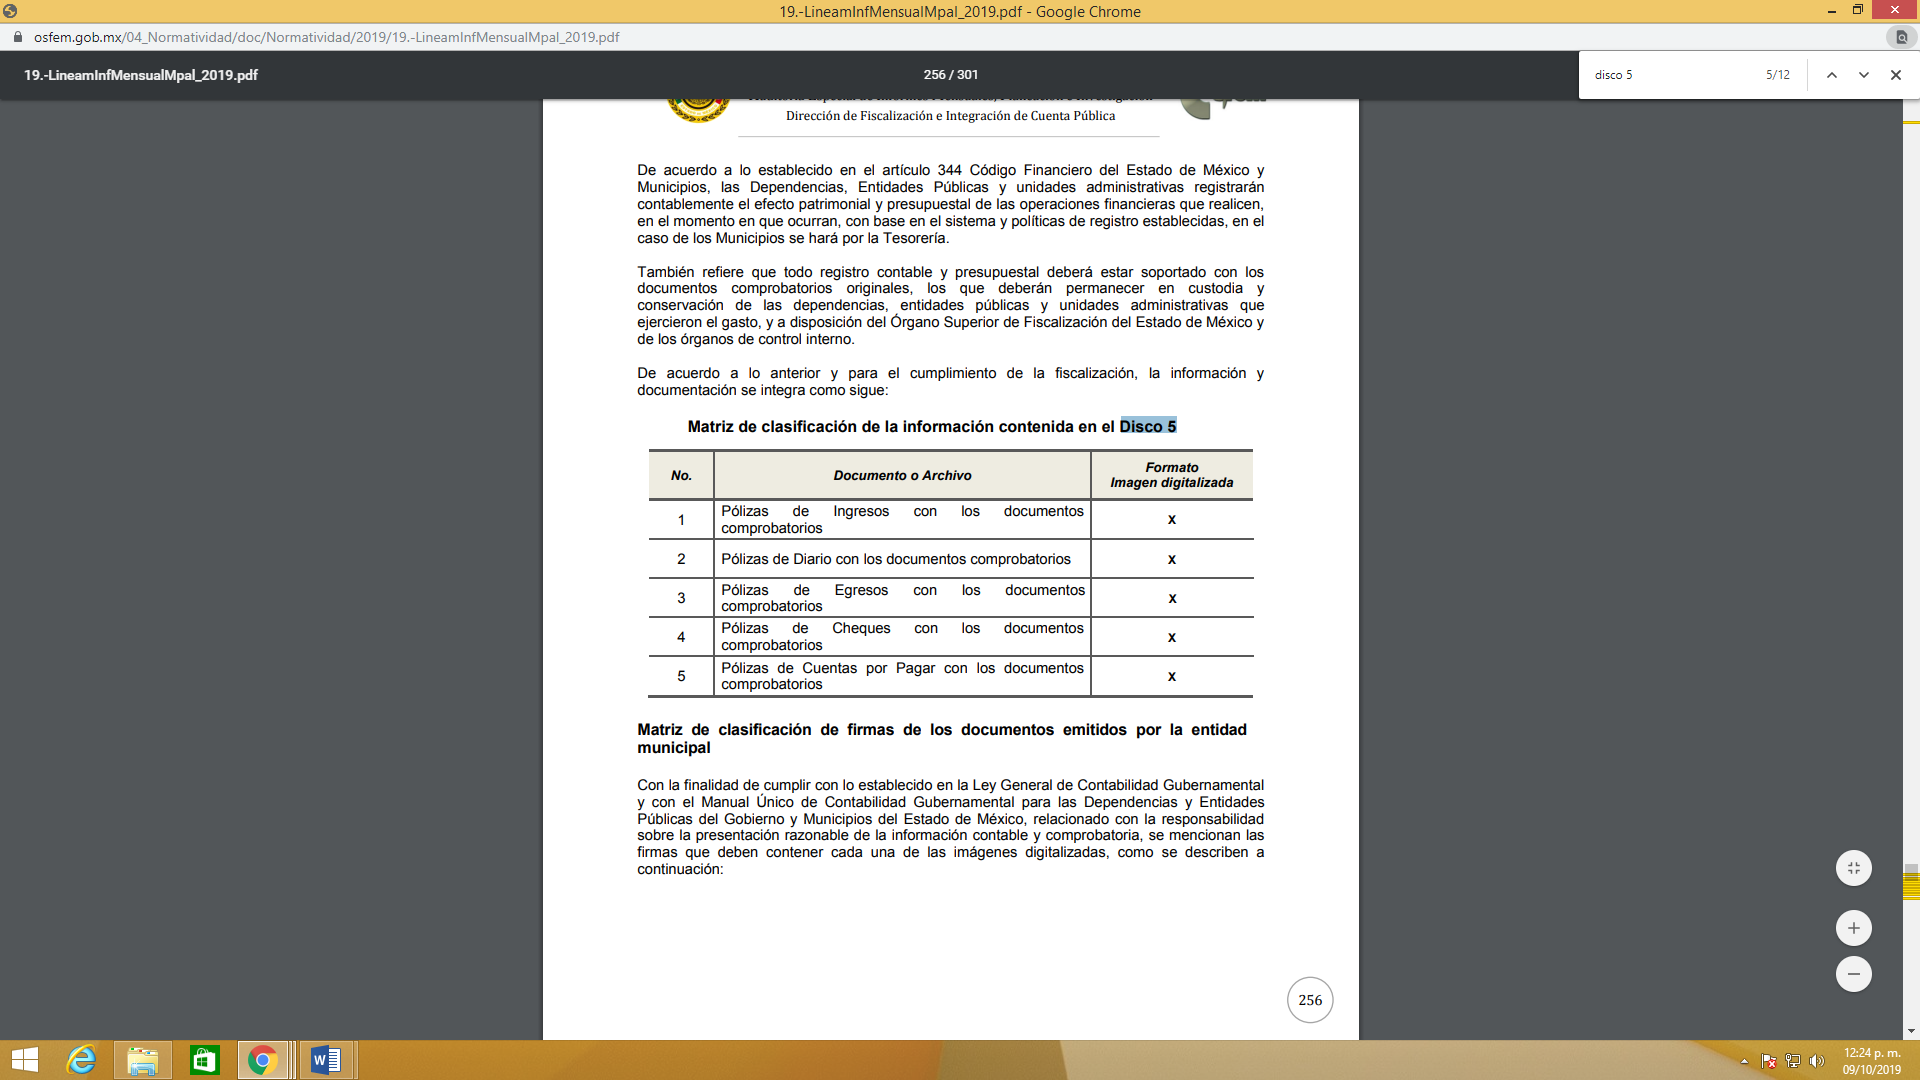 19.-LineamInfMensualMpal_2019.pdf - Google Chrome
osfem.gob.mx/04_Normatividad/doc/Normatividad/2019/19.-LineamInfMensualMpal_2019.pdf
19.-LineamInfMensualMpal_2019.pdf
256 / 301
disco 5
5/12
Dirección de Fiscalización e Integración de Cuenta Pública
De acuerdo a lo establecido en el artículo 344 Código Financiero del Estado de México y
Municipios, las Dependencias, Entidades Públicas y unidades administrativas registrarán
contablemente el efecto patrimonial y presupuestal de las operaciones financieras que realicen,
en el momento en que ocurran, con base en el sistema y políticas de registro establecidas, en el
caso de los Municipios se hará por la Tesorería.
También refiere que todo registro contable y presupuestal deberá estar soportado con los
documentos comprobatorios originales, los que deberán permanecer en custodia y
conservación de las dependencias, entidades públicas y unidades administrativas que
ejercieron el gasto, y a disposición del Órgano Superior de Fiscalización del Estado de México y
de los órganos de control interno.
De acuerdo a lo anterior y para el cumplimiento de la fiscalización, la información y
documentación se integra como sigue:
Matriz de clasificación de la información contenida en el Disco 5
No.
Documento o Archivo
Formato
Imagen digitalizada
1
Pólizas de Ingresos con los documentos
comprobatorios
X
2
Pólizas de Diario con los documentos comprobatorios
X
3
Pólizas de Egresos con los documentos
comprobatorios
X
4
Pólizas de Cheques con los documentos
comprobatorios
X
5
Pólizas de Cuentas por Pagar con los documentos
comprobatorios
X
Matriz de clasificación de firmas de los documentos emitidos por la entidad
municipal
Con la finalidad de cumplir con lo establecido en la Ley General de Contabilidad Gubernamental
y con el Manual Único de Contabilidad Gubernamental para las Dependencias y Entidades
Públicas del Gobierno y Municipios del Estado de México, relacionado con la responsabilidad
sobre la presentación razonable de la información contable y comprobatoria, se mencionan las
firmas que deben contener cada una de las imágenes digitalizadas, como se describen a
continuación:
256
12:24 p. m.
09/10/2019